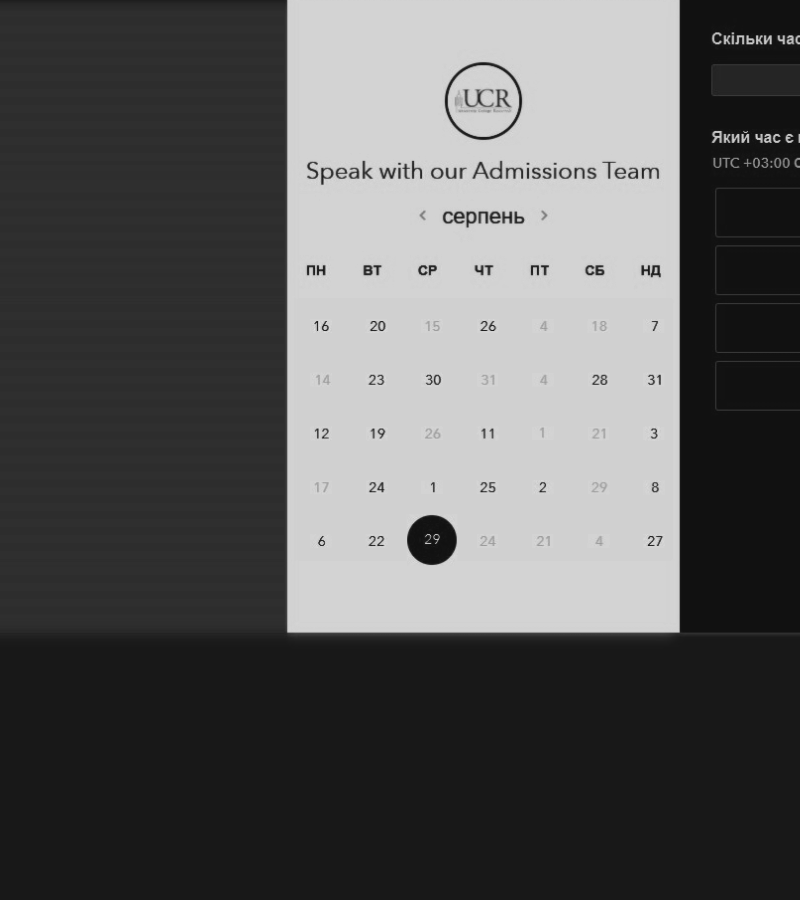 UCR
Speak with our Admissions Team
< серпень >
ПН ВТ СР ЧТ ПТ СБ НД
16 20 15 26 4 18 7
14 23 30 31 4 28 31
12 19 26 11 1 21 3
17 24 1 25 2 29 8
6 22 29 24 21 4 27
Скільки час
Який час є
UTC +03:00